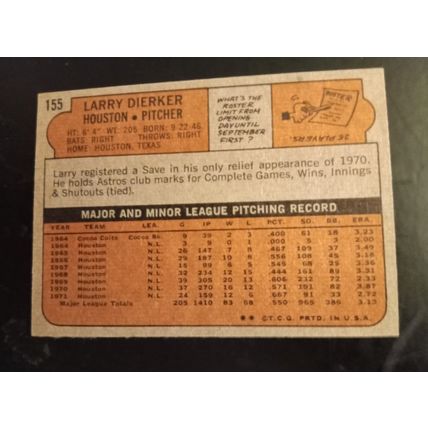 155
LARRY DIERKER
HOUSTON • PITCHER
HT: 6'4" WT: 205 BORN: 9-22-46
BATS: RIGHT THROWS: RIGHT
HOME: HOUSTON, TEXAS
WHAT'S THE
ROSTER
LIMIT FROM
OPENING
DAY UNTIL
SEPTEMBER
FIRST?
ROSTER
25 PLAYERS.
Larry registered a Save in his only relief appearance of 1970.
He holds Astros club marks for Complete Games, Wins, Innings
& Shutouts (tied).
MAJOR AND MINOR LEAGUE PITCHING RECORD
YEAR TEAM LEA. G IP W L PCT. SO. BB. ERA.
1964 Cocoa Colts Cocoa Rk. 9 39 2 3 .400 61 18 3.23
1964 Houston N.L. 3 9 0 1 .000 5 3 2.00
1965 Houston N.L. 26 147 7 8 .467 109 37 3.49
1966 Houston N.L. 29 187 10 8 .556 108 45 3.18
1967 Houston N.L. 15 99 6 5 .545 68 25 3.36
1968 Houston N.L. 32 234 12 15 .444 161 89 3.31
1969 Houston N.L. 39 305 20 13 .606 232 72 2.33
1970 Houston N.L. 37 270 16 12 .571 191 82 3.87
1971 Houston N.L. 24 159 12 6 .667 91 33 2.72
Major League Totals 205 1410 83 68 .550 965 386 3.13
** ©T.C.G. PRTD. IN U.S.A.